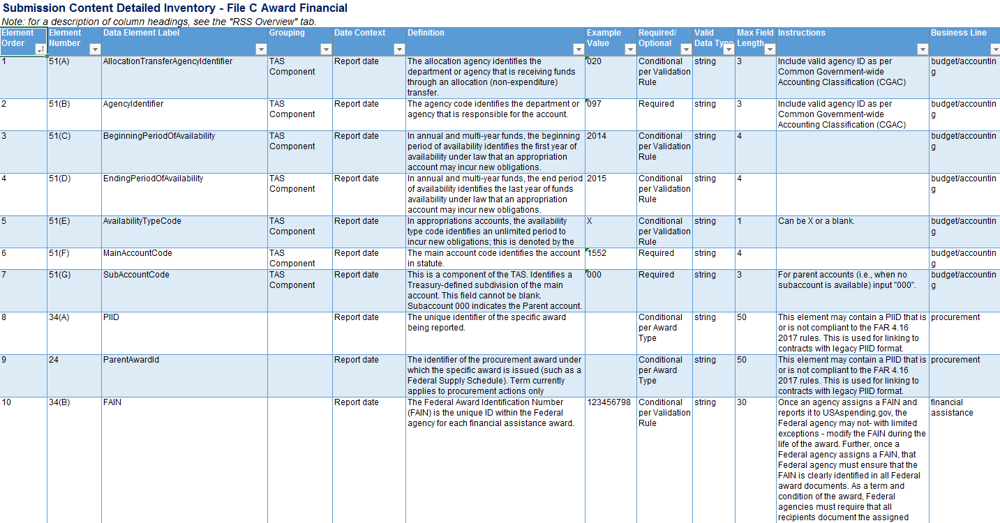 Submission Content Detailed Inventory - File C Award Financial
Note: for a description of column headings, see the "RSS Overview" tab.
Element Order
Element Number
Data Element Label
Grouping
Date Context
Definition
Example Value
Required/ Optional
Valid Data Type
Max Field Length
Instructions
Business Line
1
51(A)
AllocationTransferAgencyIdentifier
TAS
Component
Report date
The allocation agency identifies the
department or agency that is receiving funds
through an allocation (non-expenditure)
transfer.
020
Conditional
per Validation
Rule
string
3
Include valid agency ID as per
Common Government-wide
Accounting Classification (CGAC)
budget/accountin
g
2
51(B)
AgencyIdentifier
TAS
Component
Report date
The agency code identifies the department or
agency that is responsible for the account.
097
Required
string
3
Include valid agency ID as per
Common Government-wide
Accounting Classification (CGAC)
budget/accountin
g
3
51(C)
BeginningPeriodOfAvailability
TAS
Component
Report date
In annual and multi-year funds, the beginning
period of availability identifies the first year of
availability under law that an appropriation
account may incur new obligations.
2014
Conditional
per Validation
Rule
string
4
budget/accountin
g
4
51(D)
EndingPeriodOfAvailability
TAS
Component
Report date
In annual and multi-year funds, the end period
of availability identifies the last year of funds
availability under law that an appropriation
account may incur new obligations.
2015
Conditional
per Validation
Rule
string
4
budget/accountin
g
5
51(E)
AvailabilityTypeCode
TAS
Component
Report date
In appropriations accounts, the availability
type code identifies an unlimited period to
incur new obligations; this is denoted by the
X
Conditional
per Validation
Rule
string
1
Can be X or a blank.
budget/accountin
g
6
51(F)
MainAccountCode
TAS
Component
Report date
The main account code identifies the account
in statute.
1552
Required
string
4
budget/accountin
g
7
51(G)
SubAccountCode
TAS
Component
Report date
This is a component of the TAS. Identifies a
Treasury-defined subdivision of the main
account. This field cannot be blank.
Subaccount 000 indicates the Parent account.
000
Required
string
3
For parent accounts (i.e., when no
subaccount is available) input "000".
budget/accountin
g
8
34(A)
PIID
Report date
The unique identifier of the specific award
being reported.
Conditional
per Award
Type
string
50
This element may contain a PIID that is
or is not compliant to the FAR 4.16
2017 rules. This is used for linking to
contracts with legacy PIID format.
procurement
9
24
ParentAwardId
Report date
The identifier of the procurement award under
which the specific award is issued (such as a
Federal Supply Schedule). Term currently
applies to procurement actions only
Conditional
per Award
Type
string
50
This element may contain a PIID that is
or is not compliant to the FAR 4.16
2017 rules. This is used for linking to
contracts with legacy PIID format.
procurement
10
34(B)
FAIN
Report date
The Federal Award Identification Number
(FAIN) is the unique ID within the Federal
agency for each financial assistance award.
123456798
Conditional
per Validation
Rule
string
30
Once an agency assigns a FAIN and
reports it to USAspending.gov, the
Federal agency may not- with limited
exceptions - modify the FAIN during the
life of the award. Further, once a
Federal agency assigns a FAIN, that
Federal agency must ensure that the
FAIN is clearly identified in all Federal
award documents. As a term and
condition of the award, Federal
agencies must require that all
recipients document the assigned
financial
assistance